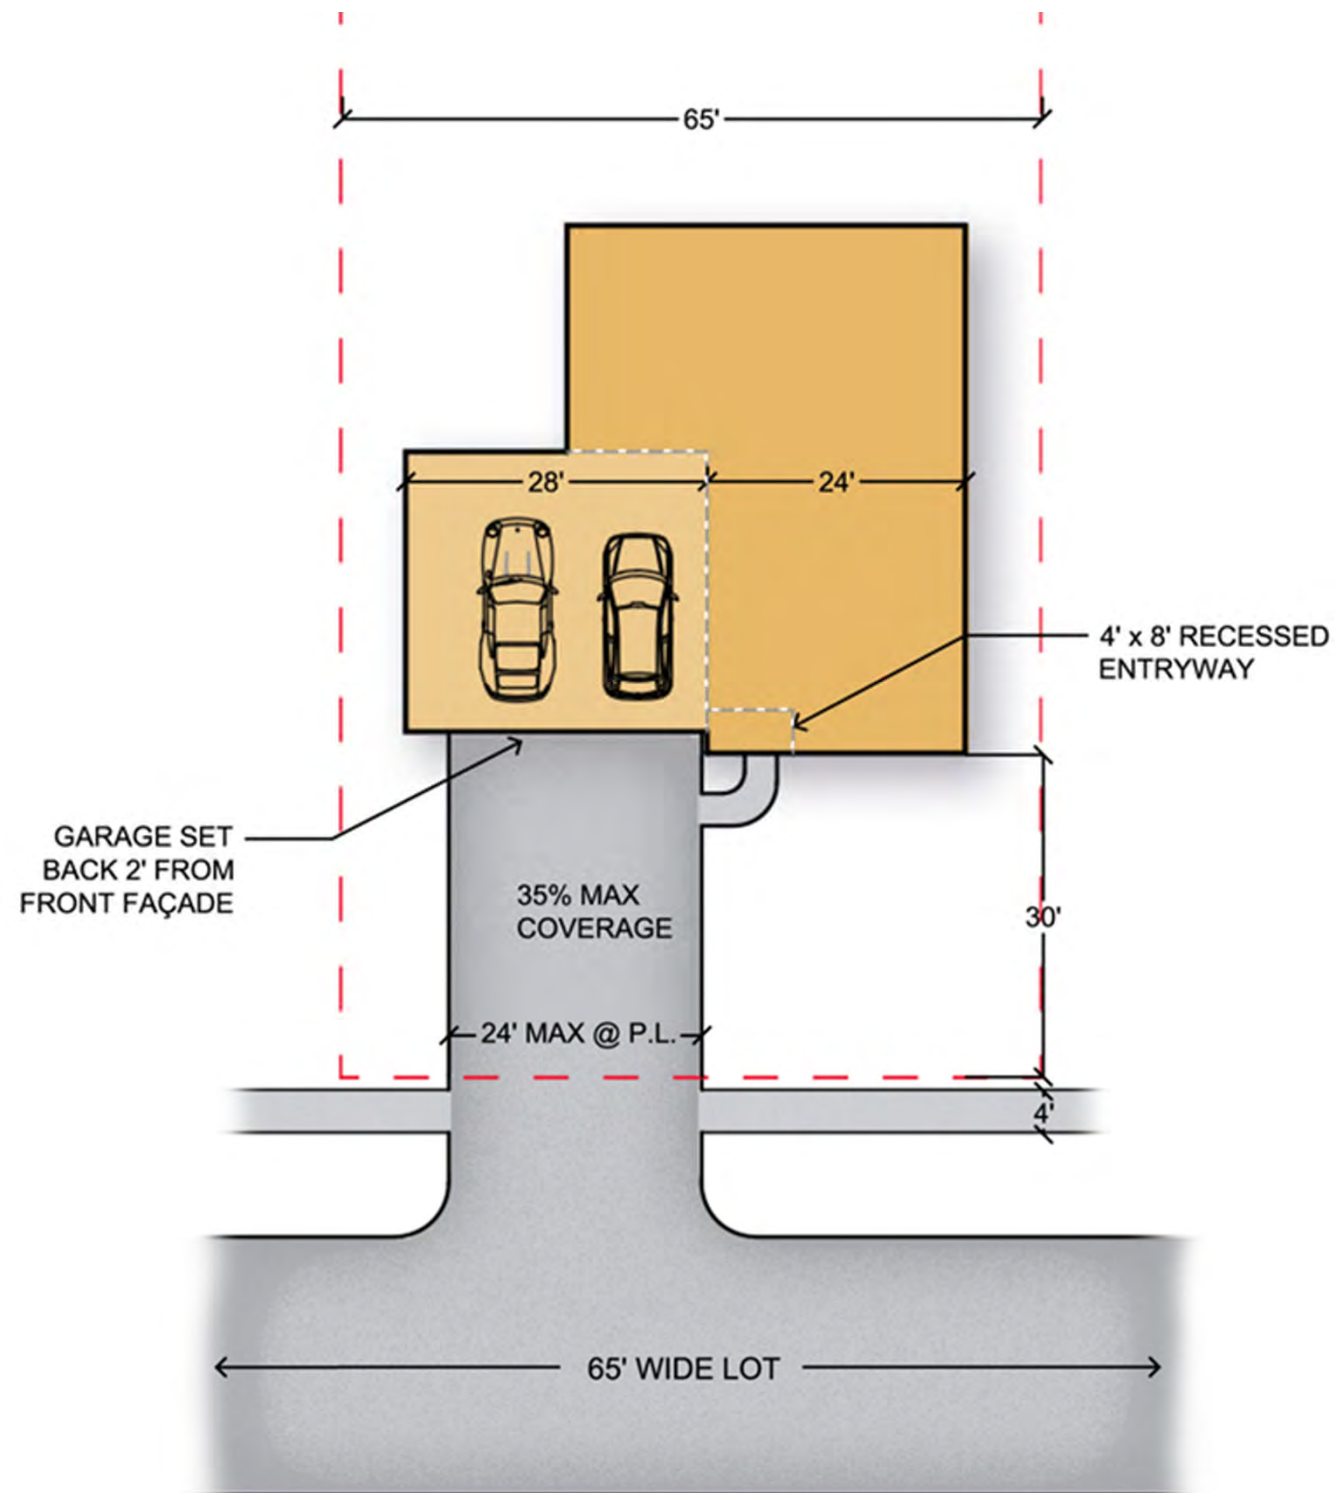 65'
28'
24'
4' x 8' RECESSED
ENTRYWAY
GARAGE SET
BACK 2' FROM
FRONT FAÇADE
35% MAX
COVERAGE
30'
24' MAX @ P.L.
4'
65' WIDE LOT